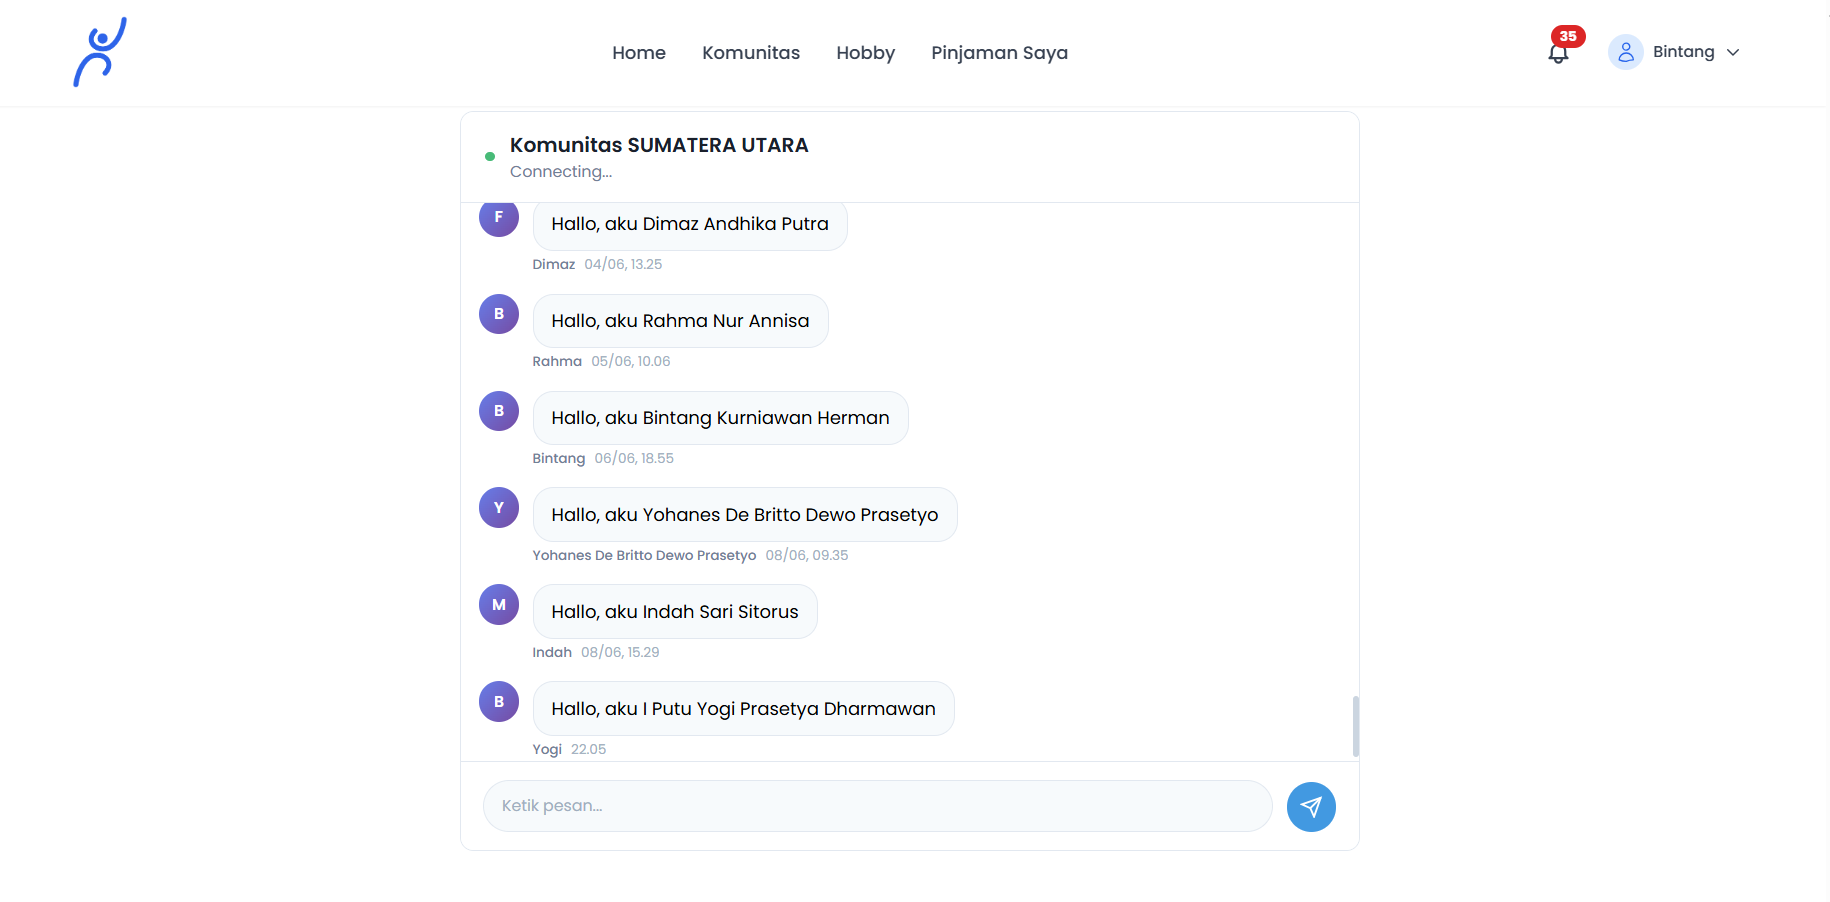 Home Komunitas Hobby Pinjaman Saya 35 Bintang
Komunitas SUMATERA UTARA
Connecting...
F Hallo, aku Dimaz Andhika Putra
Dimaz 04/06, 13.25
B Hallo, aku Rahma Nur Annisa
Rahma 05/06, 10.06
B Hallo, aku Bintang Kurniawan Herman
Bintang 06/06, 18.55
Y Hallo, aku Yohanes De Britto Dewo Prasetyo
Yohanes De Britto Dewo Prasetyo 08/06, 09.35
M Hallo, aku Indah Sari Sitorus
Indah 08/06, 15.29
B Hallo, aku I Putu Yogi Prasetya Dharmawan
Yogi 22.05
Ketik pesan...